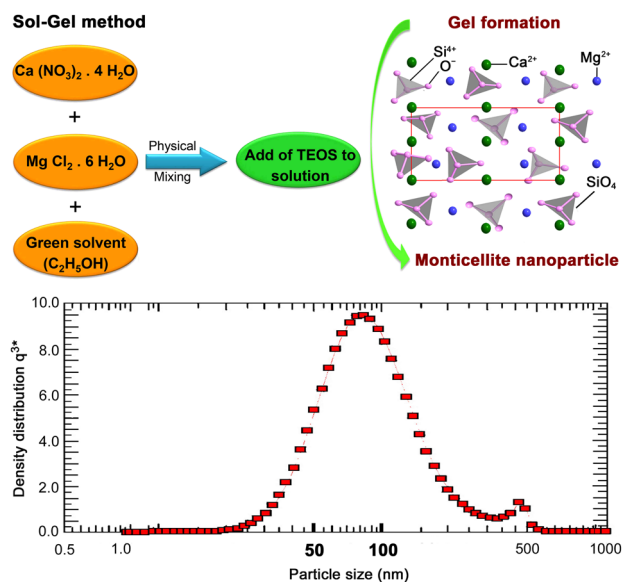 Sol-Gel method
Ca (NO₃)₂ . 4 H₂O
+
Mg Cl₂ . 6 H₂O
+
Green solvent
(C₂H₅OH)
Physical
Mixing
Add of TEOS to
solution
Gel formation
Si⁴⁺
O⁻
Ca²⁺
Mg²⁺
SiO₄
Monticellite nanoparticle
Density distribution q³*
10.0
8.0
6.0
4.0
2.0
0.0
0.5 1.0 50 100 500 1000
Particle size (nm)